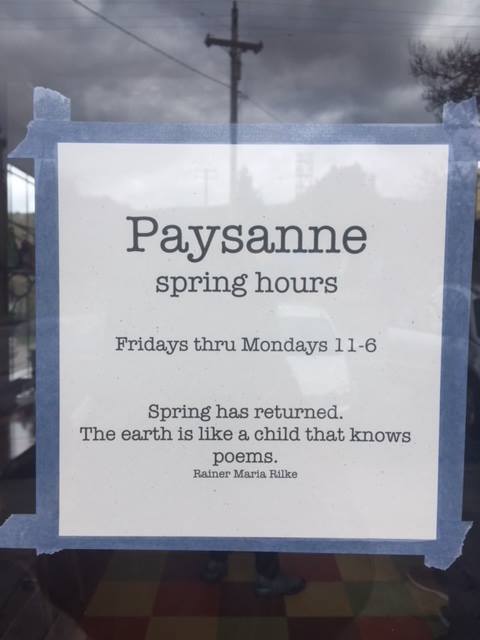 Paysanne
spring hours
Fridays thru Mondays 11-6
Spring has returned.
The earth is like a child that knows
poems.
Rainer Maria Rilke